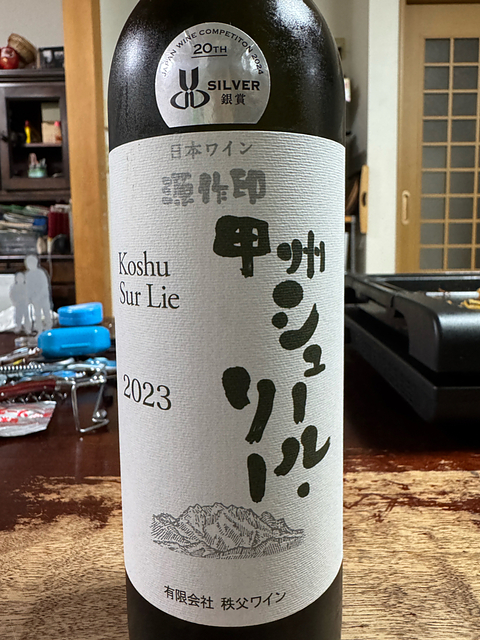 JAPAN WINE COMPETITON 2024
20TH
SILVER
銀賞
日本ワイン
源作印
甲州
シュール・
リー
Koshu
Sur Lie
2023
有限会社 秩父ワイン